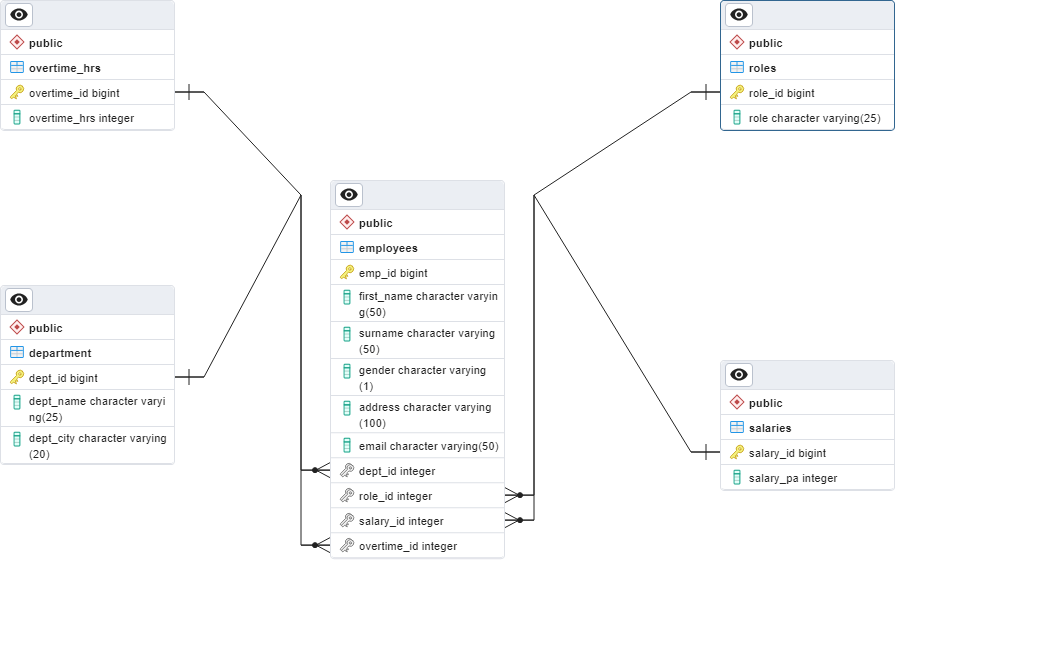 public
overtime_hrs
overtime_id bigint
overtime_hrs integer
public
roles
role_id bigint
role character varying(25)
public
employees
emp_id bigint
first_name character varyin
g(50)
surname character varying
(50)
gender character varying
(1)
address character varying
(100)
email character varying(50)
dept_id integer
role_id integer
salary_id integer
overtime_id integer
public
department
dept_id bigint
dept_name character varyi
ng(25)
dept_city character varying
(20)
public
salaries
salary_id bigint
salary_pa integer